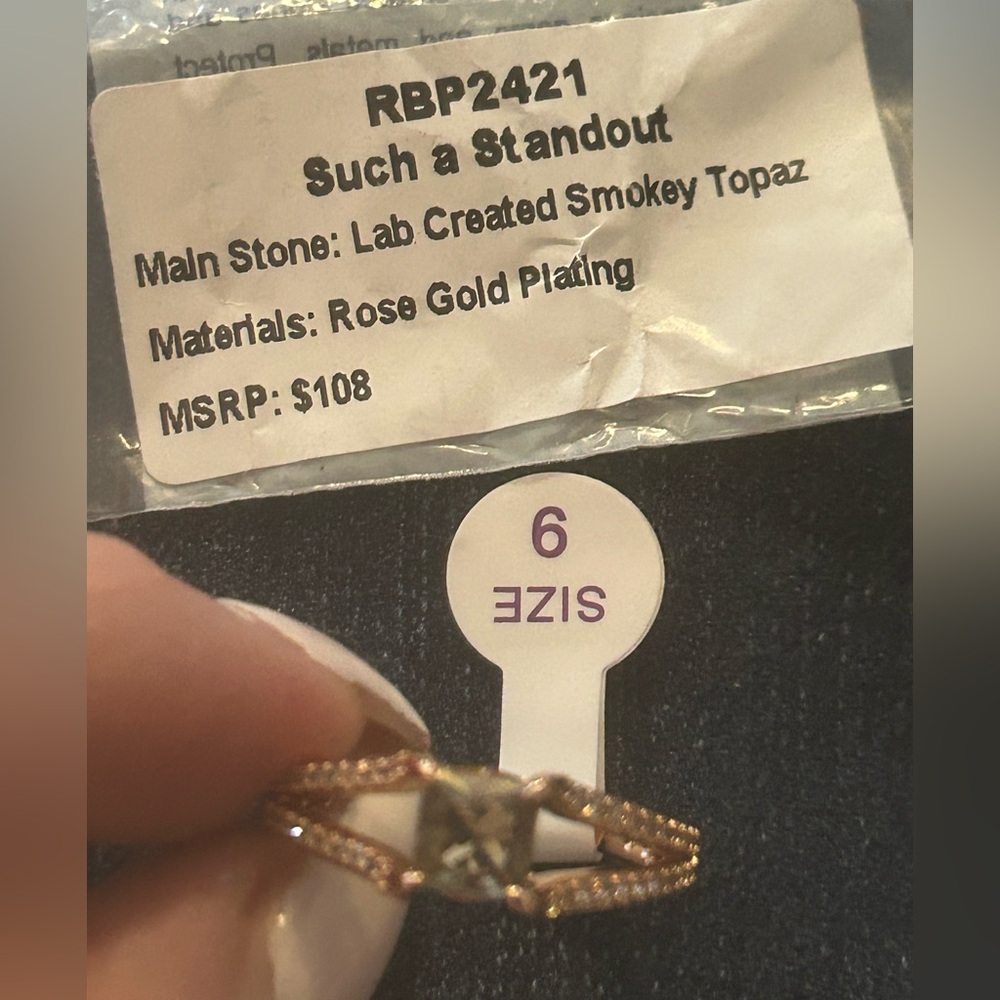 RBP2421
Such a Standout
Main Stone: Lab Created Smokey Topaz
Materials: Rose Gold Plating
MSRP: $108
SIZE
6